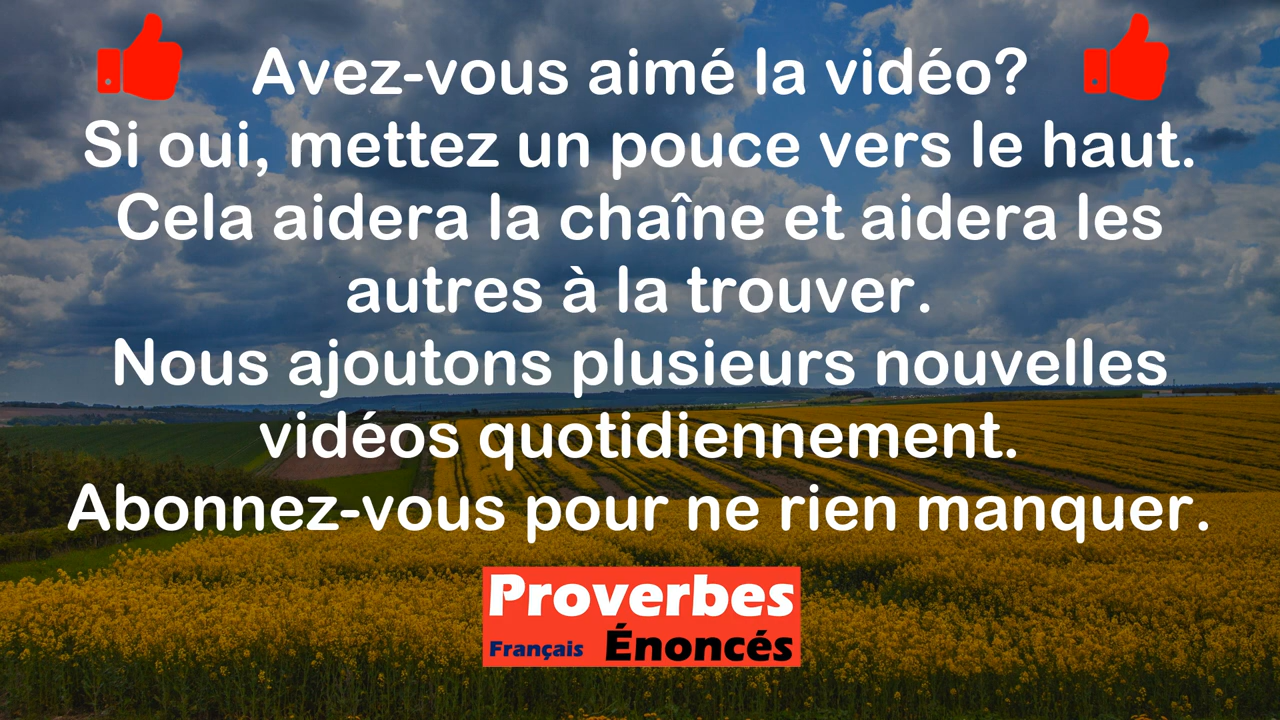 Avez-vous aimé la vidéo?
Si oui, mettez un pouce vers le haut.
Cela aidera la chaîne et aidera les
autres à la trouver.
Nous ajoutons plusieurs nouvelles
vidéos quotidiennement.
Abonnez-vous pour ne rien manquer.
Proverbes
Français Énoncés